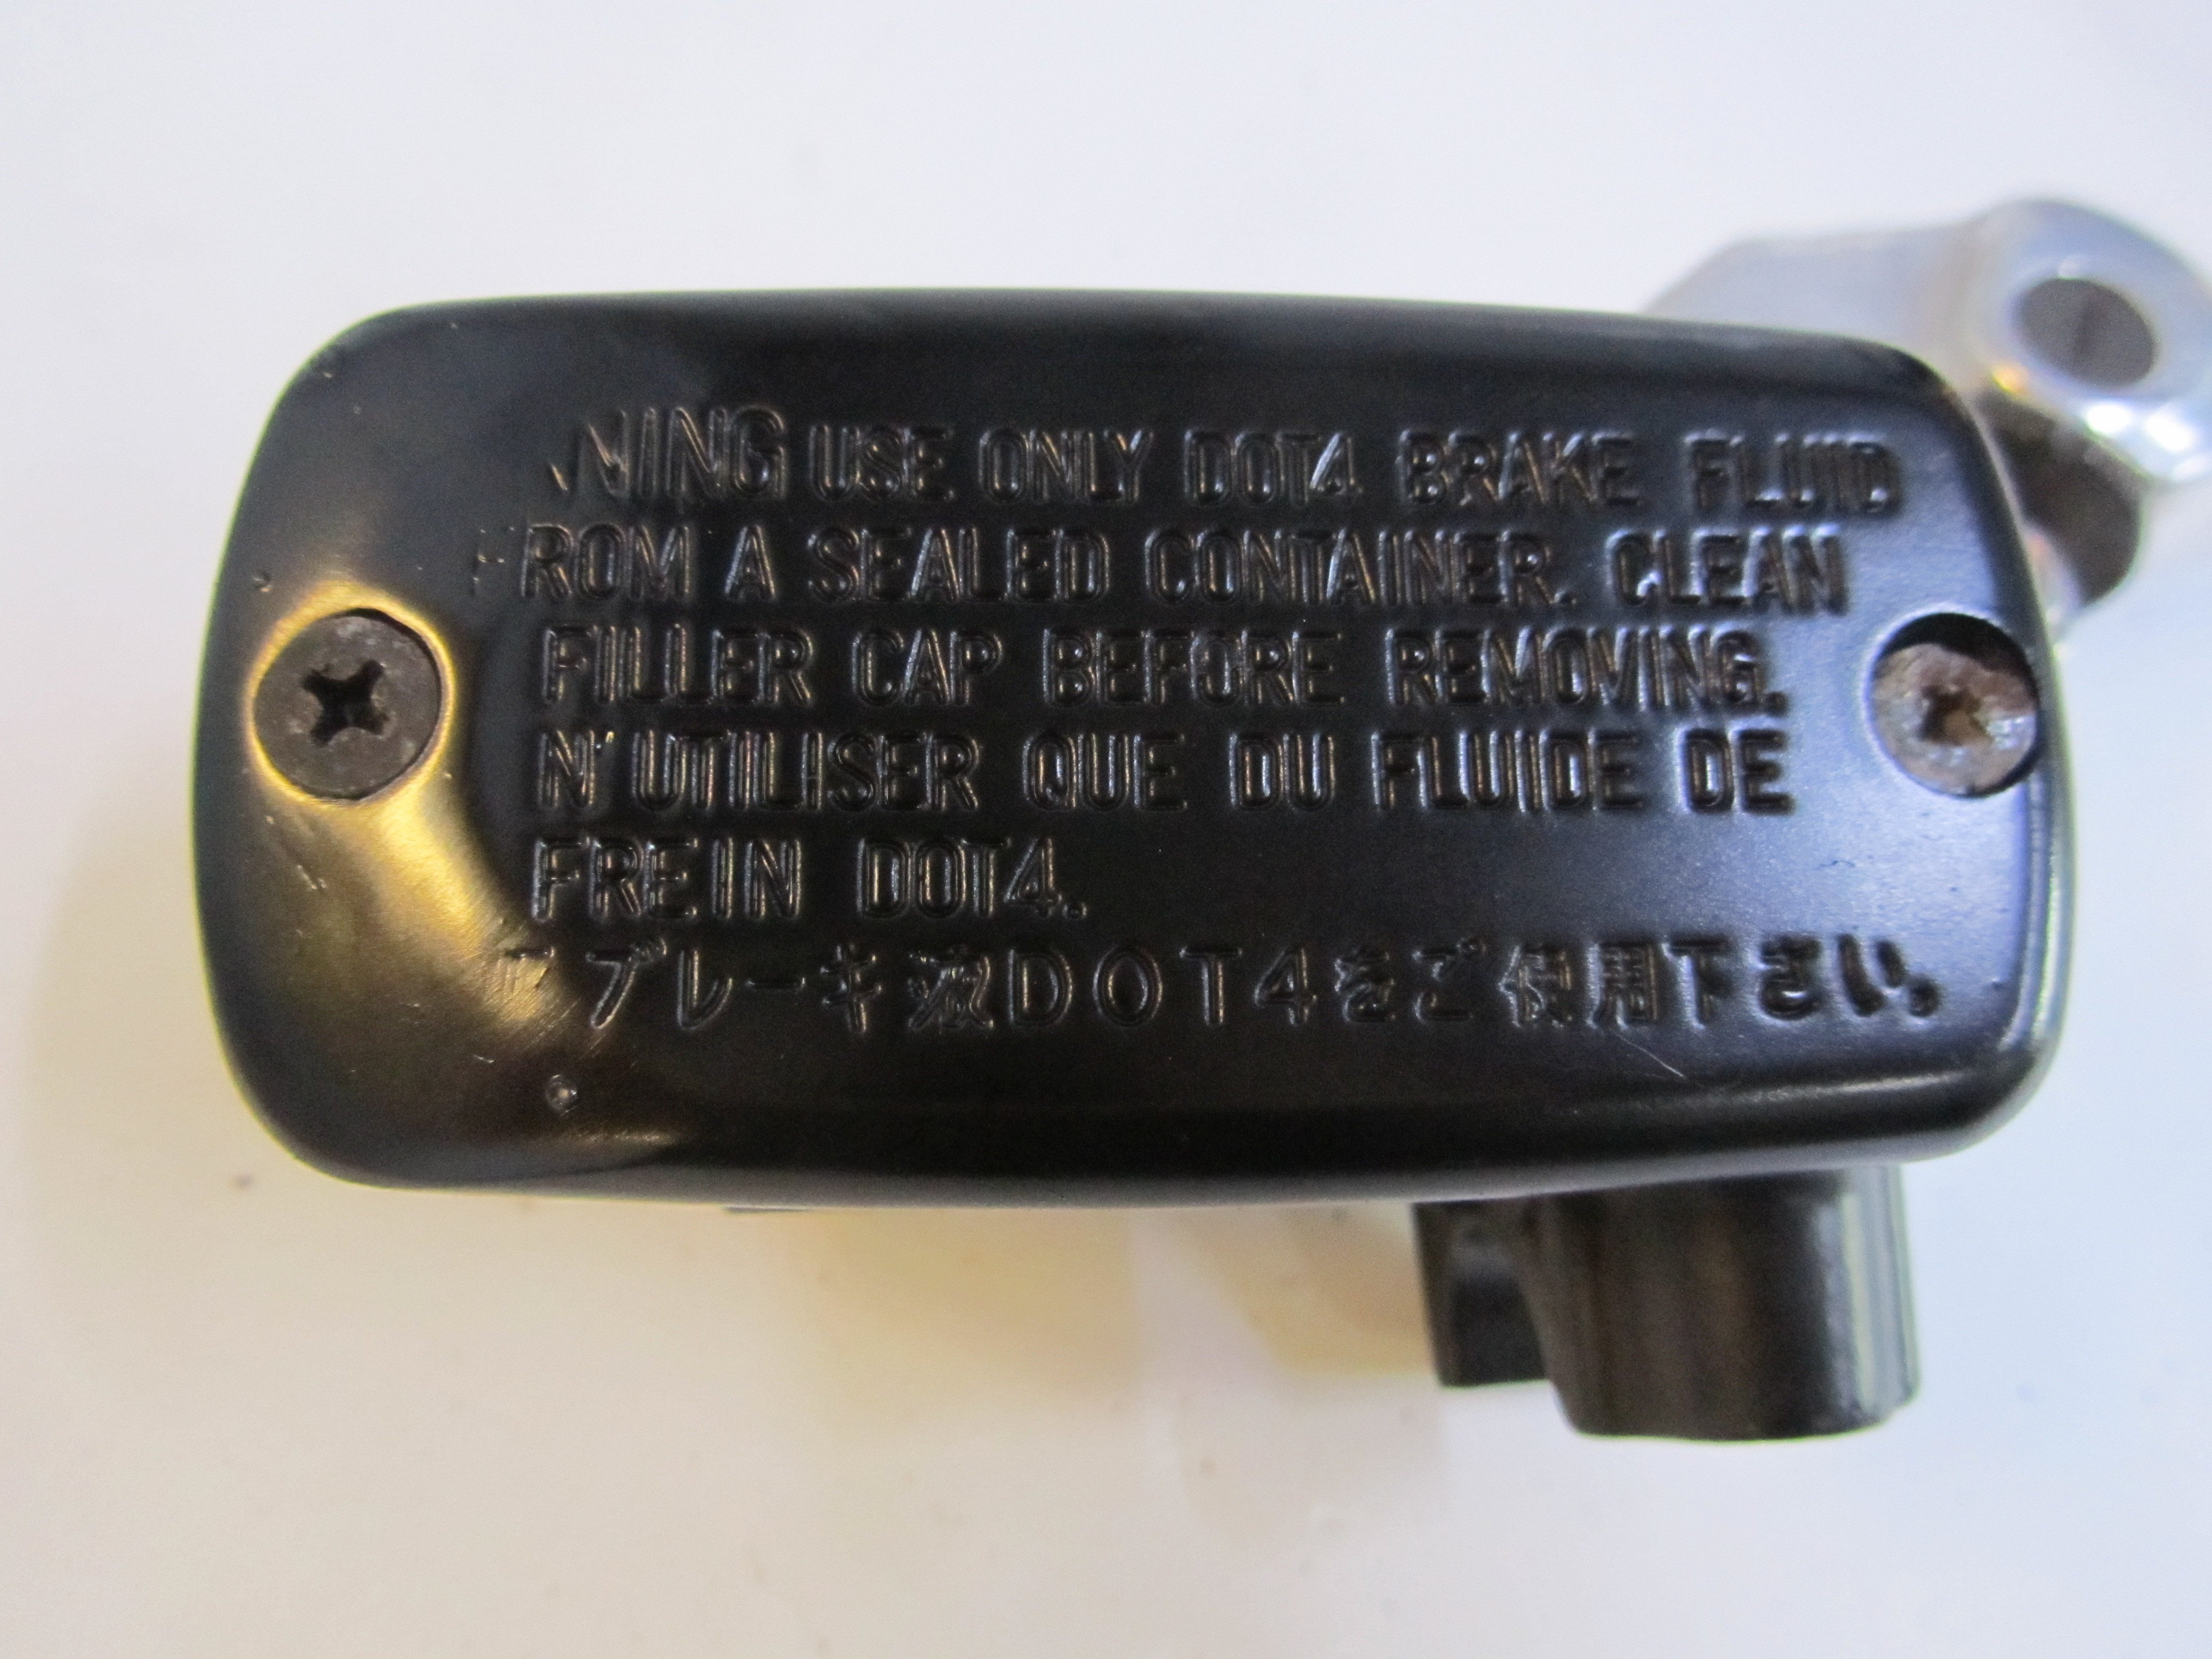 NING USE ONLY DOT4 BRAKE FLUID
FROM A SEALED CONTAINER. CLEAN
FILLER CAP BEFORE REMOVING.
N'UTILISER QUE DU FLUIDE DE
FREIN DOT4.
ブレーキ液DOT4をご使用下さい。